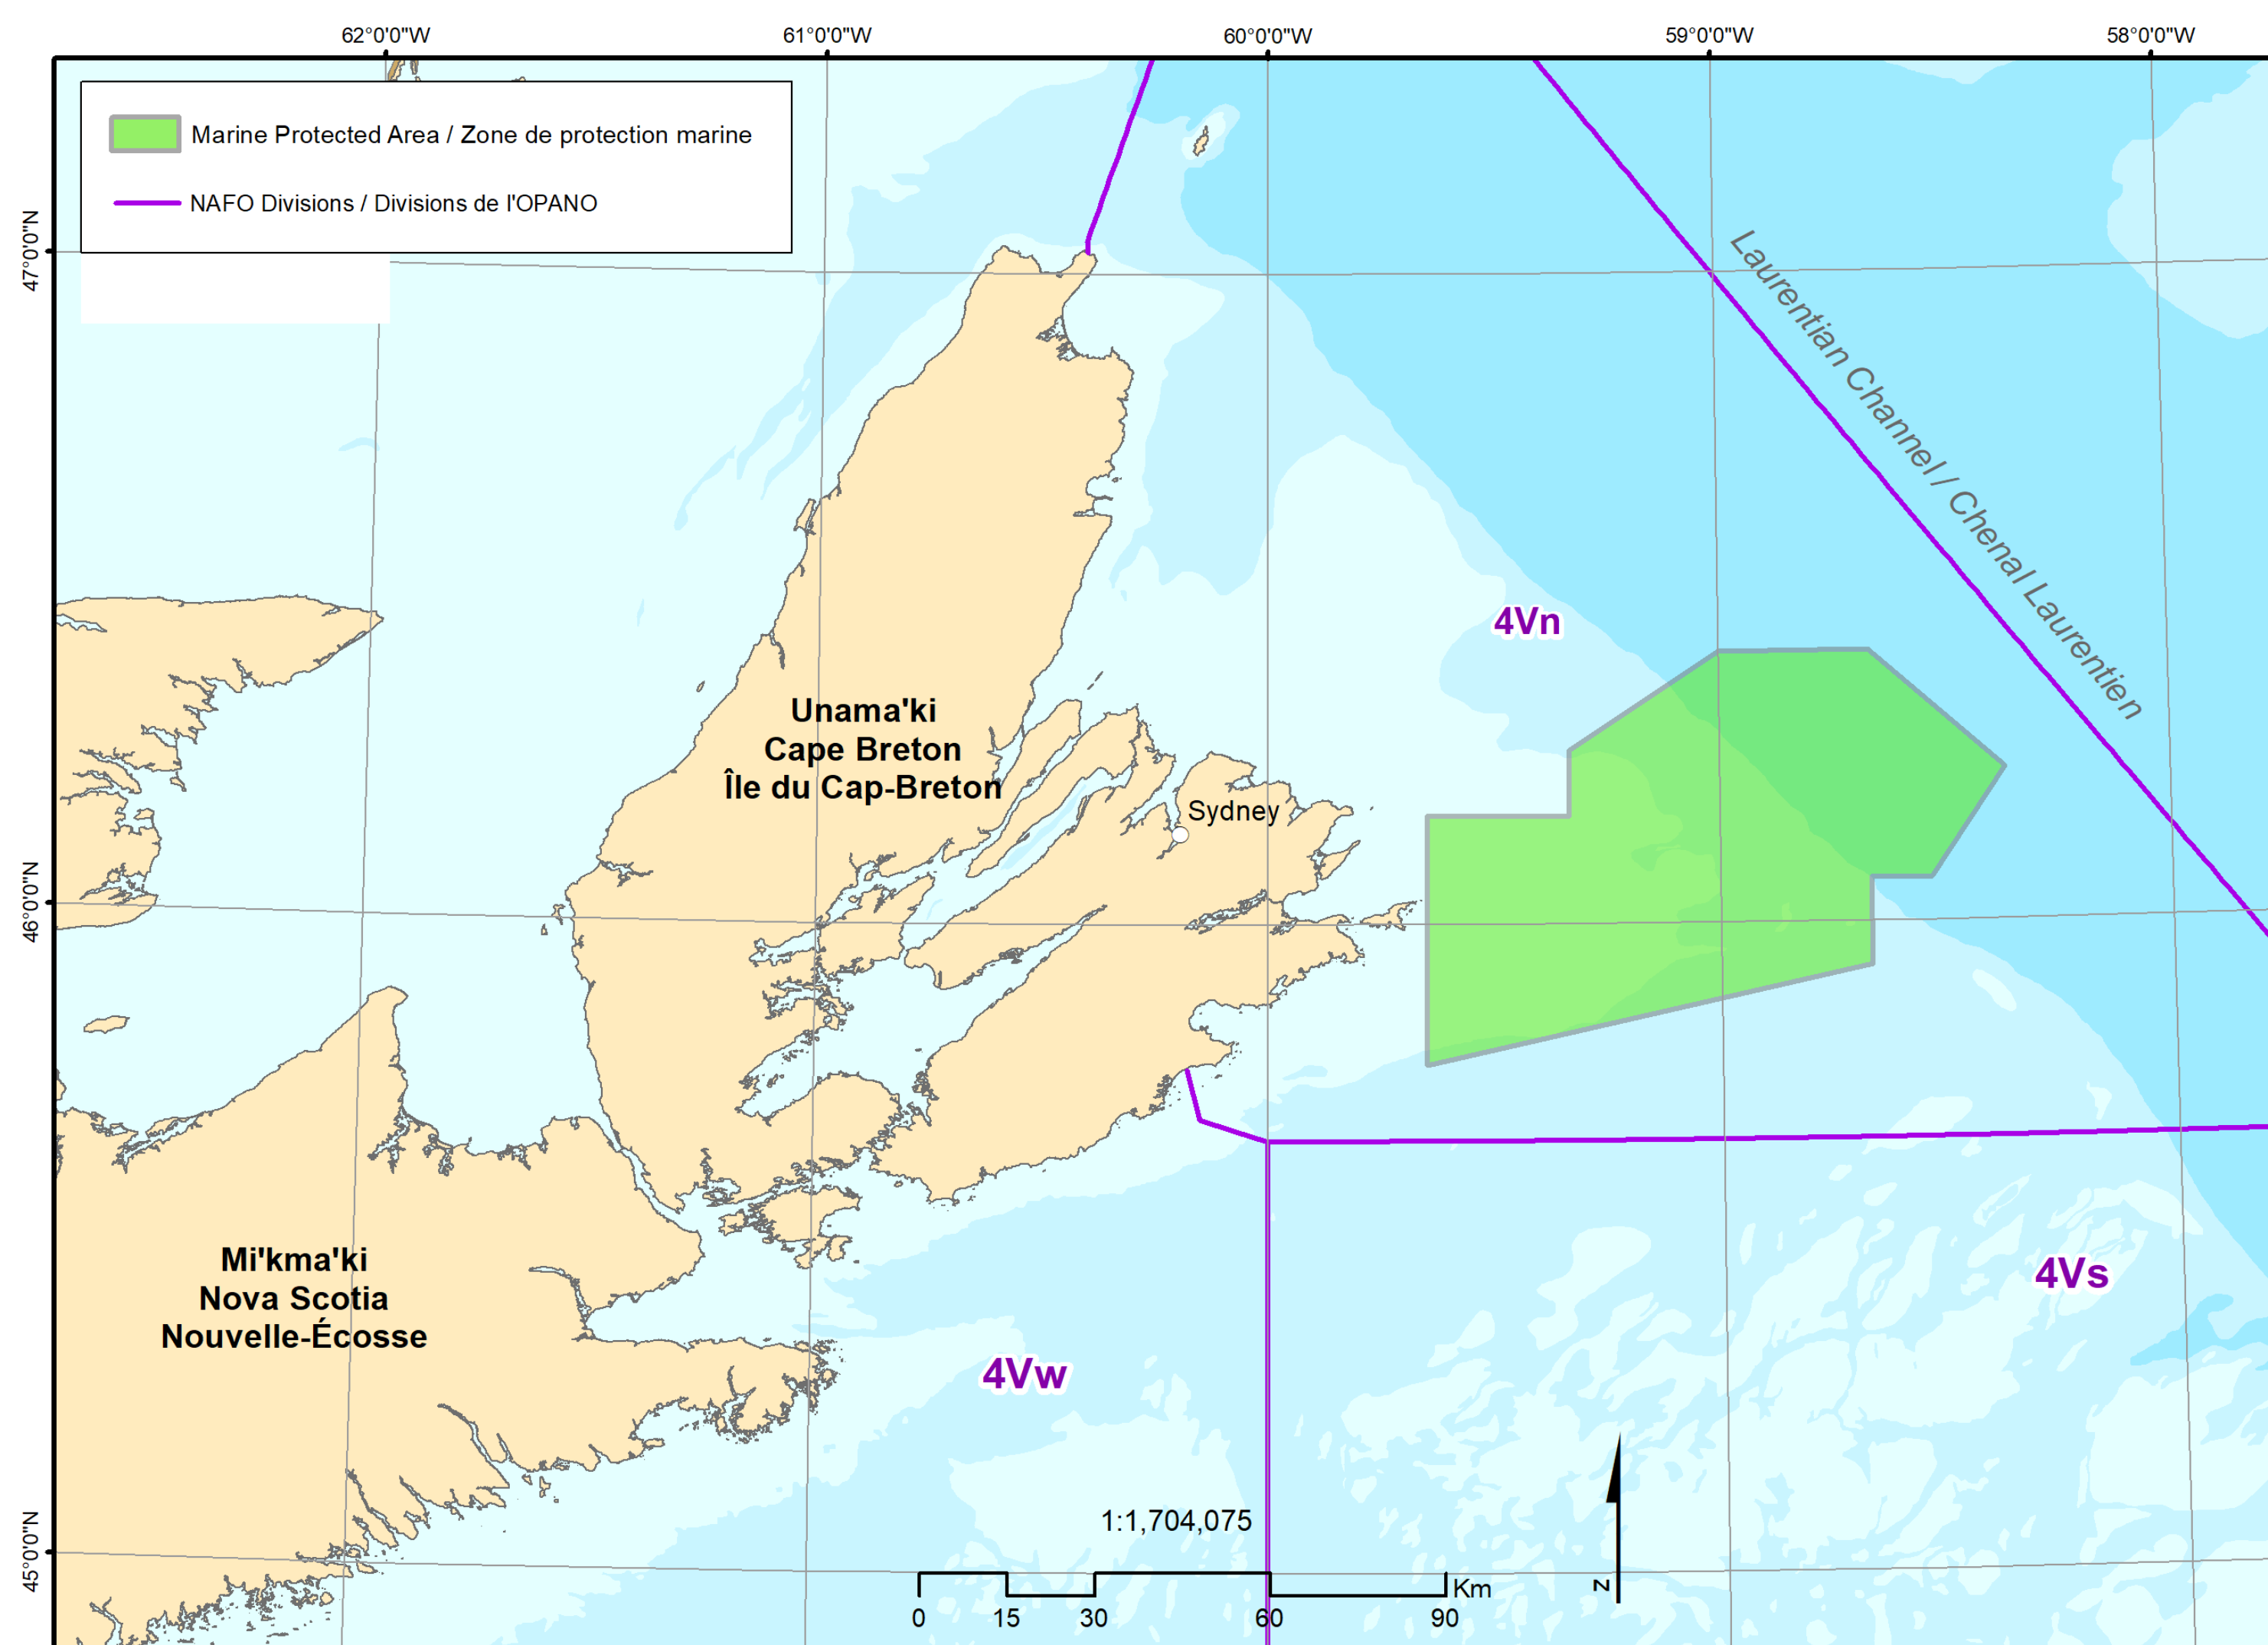 62°0'0"W
61°0'0"W
60°0'0"W
59°0'0"W
58°0'0"W
Marine Protected Area / Zone de protection marine
NAFO Divisions / Divisions de l'OPANO
47°0'0"N
46°0'0"N
45°0'0"N
Laurentian Channel / Chenal Laurentien
4Vn
Unama'ki
Cape Breton
Île du Cap-Breton
Sydney
Mi'kma'ki
Nova Scotia
Nouvelle-Écosse
4Vs
4Vw
1:1,704,075
Km
0 15 30 60 90
N